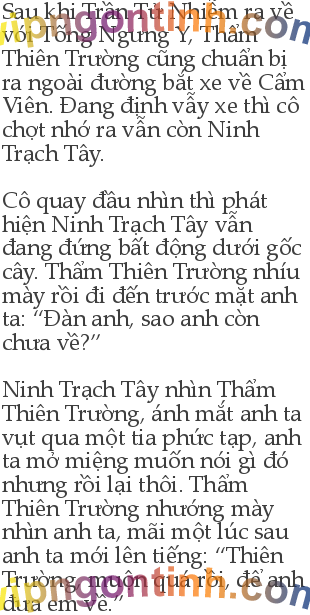 Sau khi Trần Tử Nhiễm ra về
với Tống Ngưng Ý, Thẩm
Thiên Trường cũng chuẩn bị
ra ngoài đường bắt xe về Cẩm
Viên. Đang định vẫy xe thì cô
chợt nhớ ra vẫn còn Ninh
Trạch Tây.
Cô quay đầu nhìn thì phát
hiện Ninh Trạch Tây vẫn
đang đứng bất động dưới gốc
cây. Thẩm Thiên Trường nhíu
mày rồi đi đến trước mặt anh
ta: “Đàn anh, sao anh còn
chưa về?”
Ninh Trạch Tây nhìn Thẩm
Thiên Trường, ánh mắt anh ta
vụt qua một tia phức tạp, anh
ta mở miệng muốn nói gì đó
nhưng rồi lại thôi. Thẩm
Thiên Trường nhướng mày
nhìn anh ta, mãi một lúc sau
anh ta mới lên tiếng: “Thiên
Trường, muộn quá rồi, để anh
đưa em về.”
vipngontinh.com
vipngontinh.com